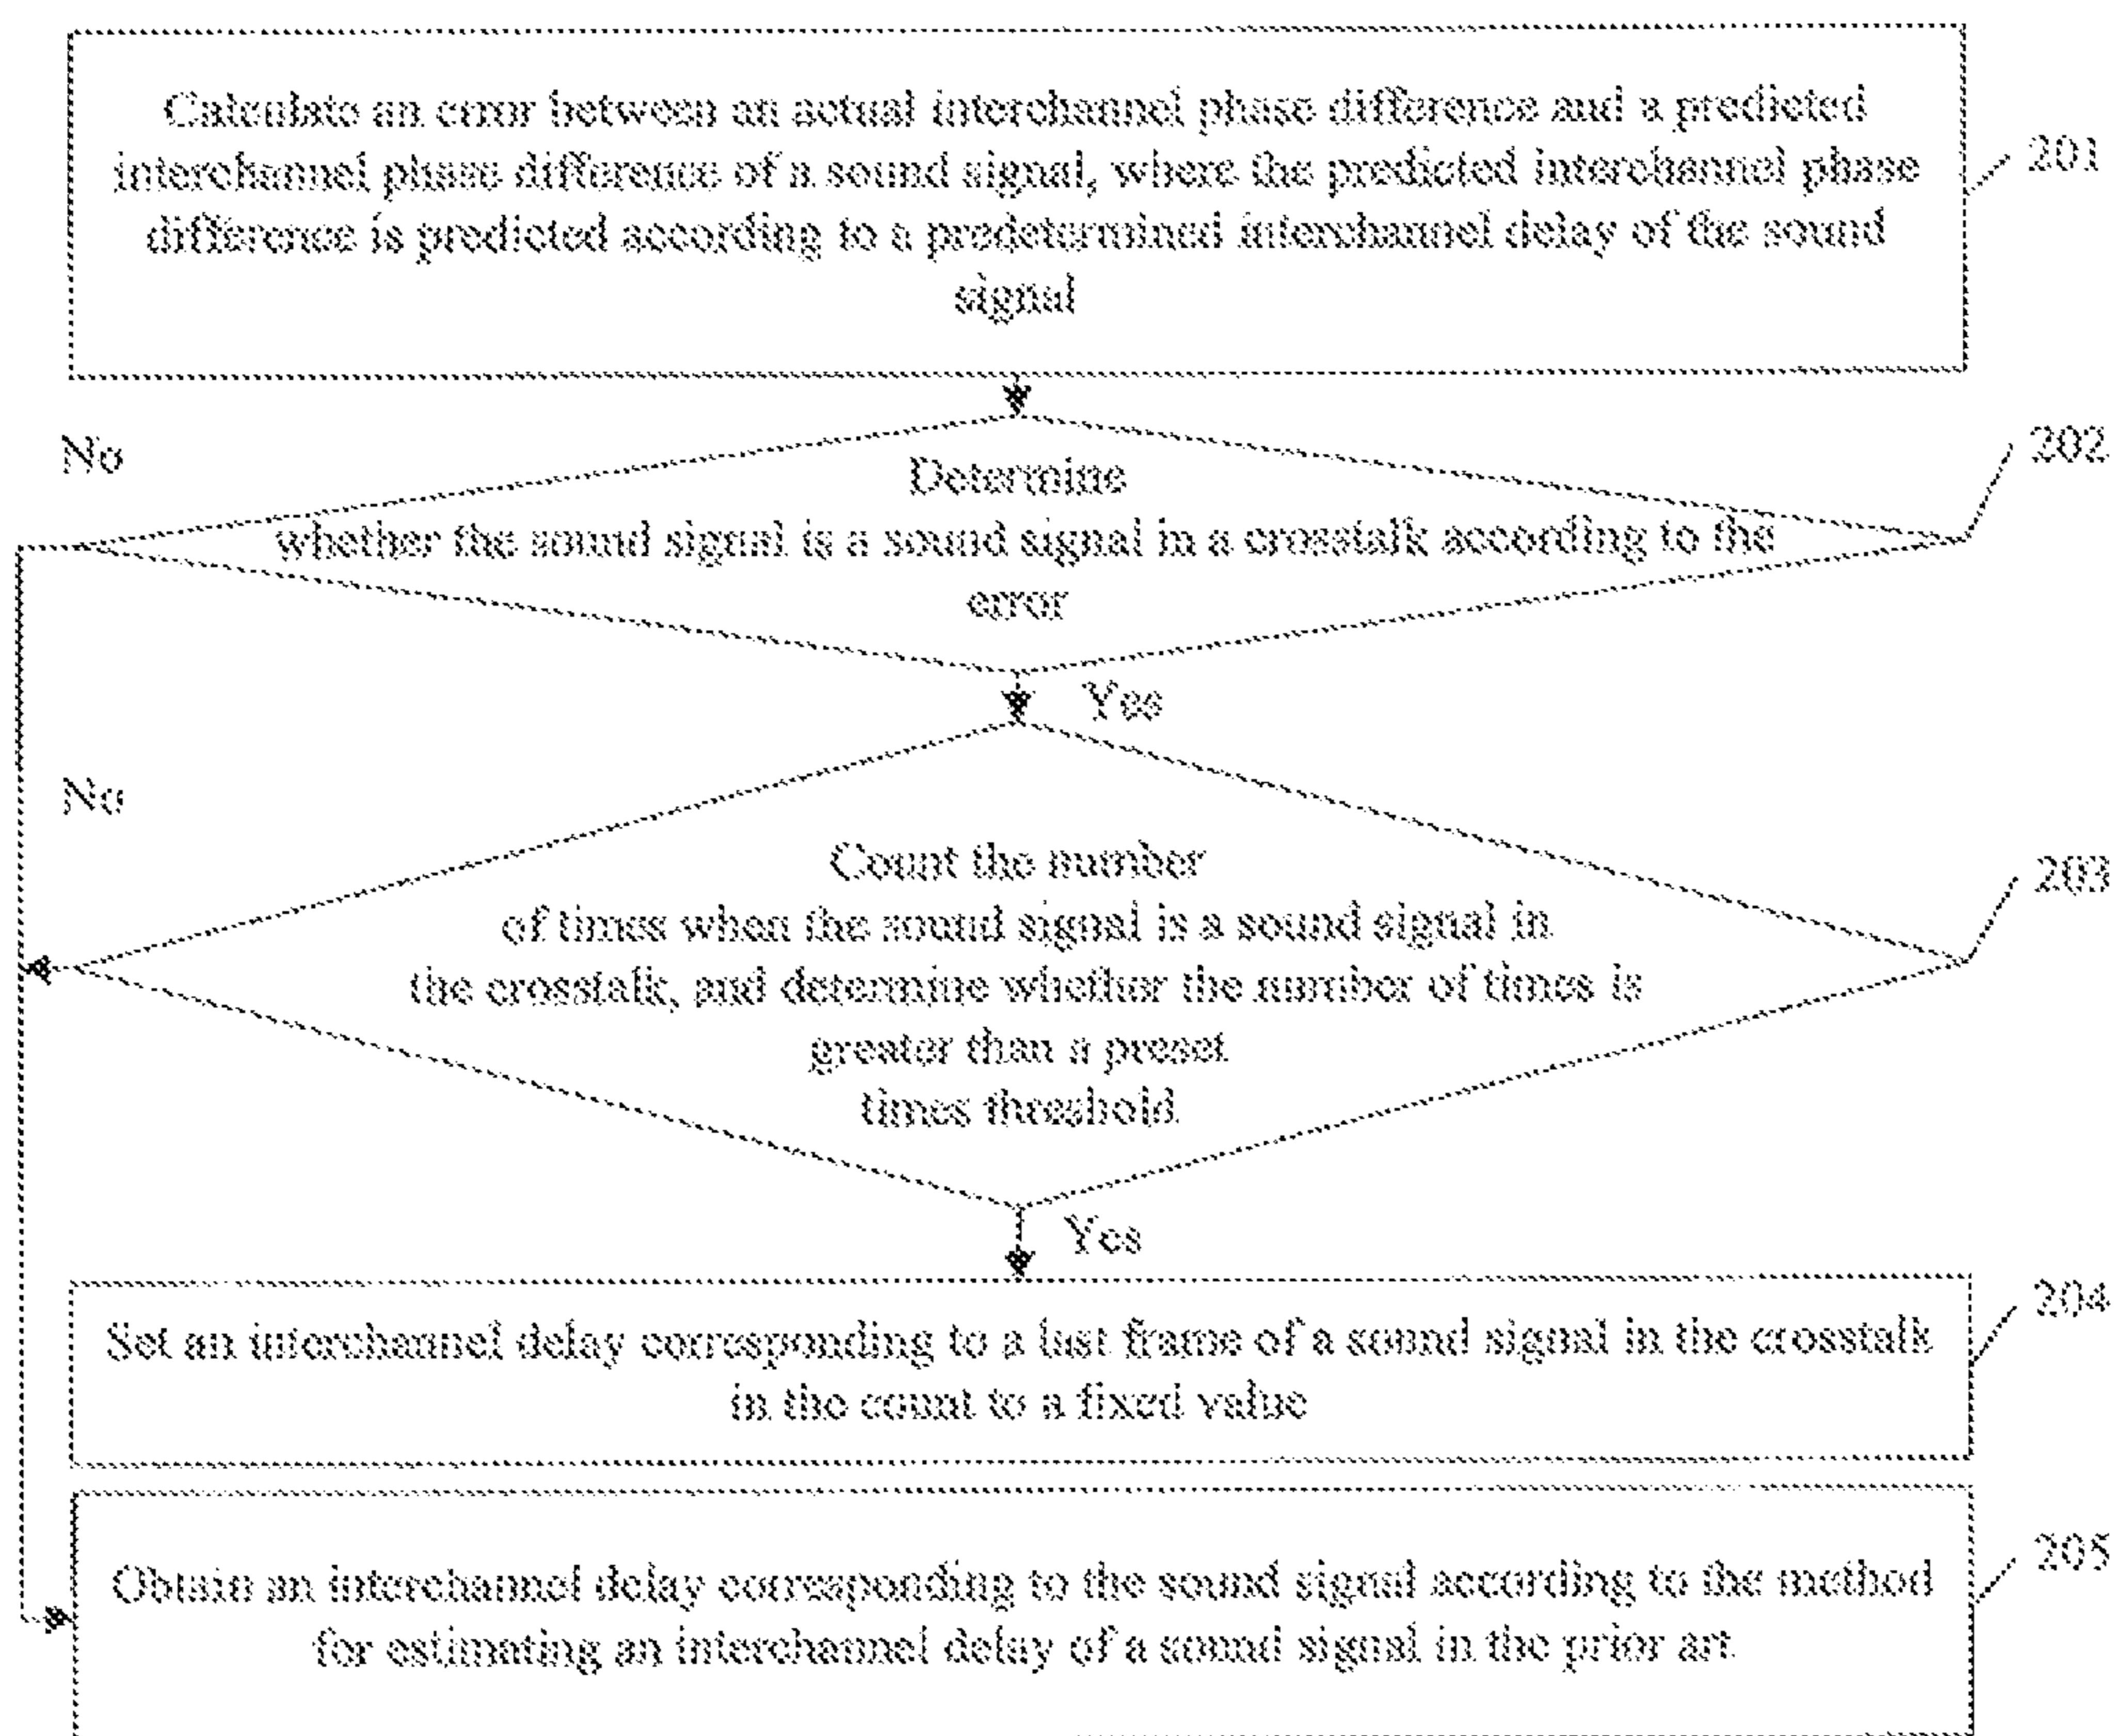 Calculate an error between an actual interchannel phase difference and a predicted
interchannel phase difference of a sound signal, where the predicted interchannel phase
difference is predicted according to a predetermined interchannel delay of the sound
signal
201
No
202
Determine
whether the sound signal is a sound signal in a crosstalk according to the
error
Yes
No
Count the number
of times when the sound signal is a sound signal in
the crosstalk, and determine whether the number of times is
greater than a preset
times threshold
203
Yes
204
Set an interchannel delay corresponding to a last frame of a sound signal in the crosstalk
in the count to a fixed value
205
Obtain an interchannel delay corresponding to the sound signal according to the method
for estimating an interchannel delay of a sound signal in the prior art